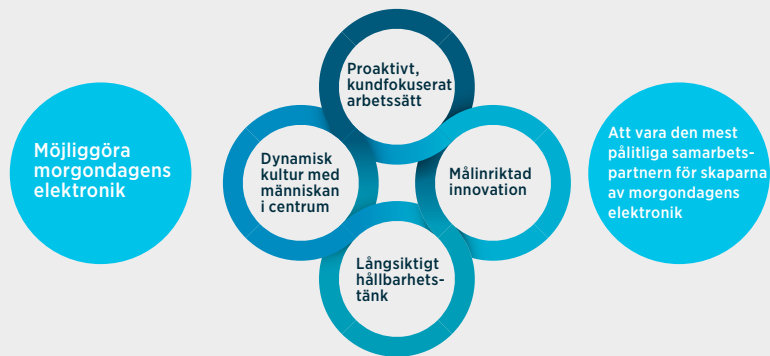 Möjliggöra
morgondagens
elektronik
Proaktivt,
kundfokuserat
arbetssätt
Dynamisk
kultur med
människan
i centrum
Målinriktad
innovation
Långsiktigt
hållbarhets-
tänk
Att vara den mest
pålitliga samarbets-
partnern för skaparna
av morgondagens
elektronik